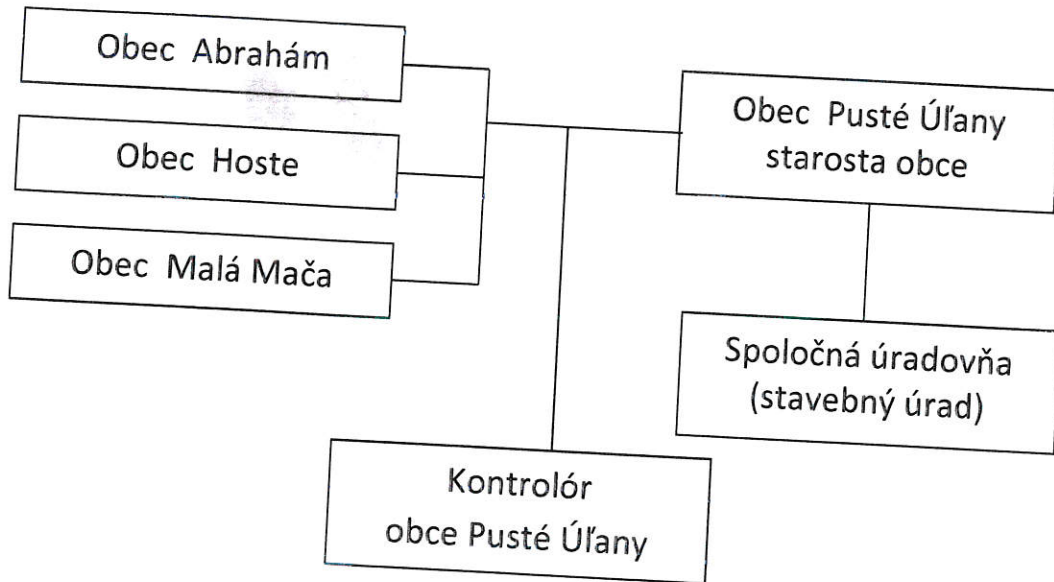 Obec Abrahám
Obec Hoste
Obec Malá Mača
Obec Pusté Úľany
starosta obce
Spoločná úradovňa
(stavebný úrad)
Kontrolór
obce Pusté Úľany